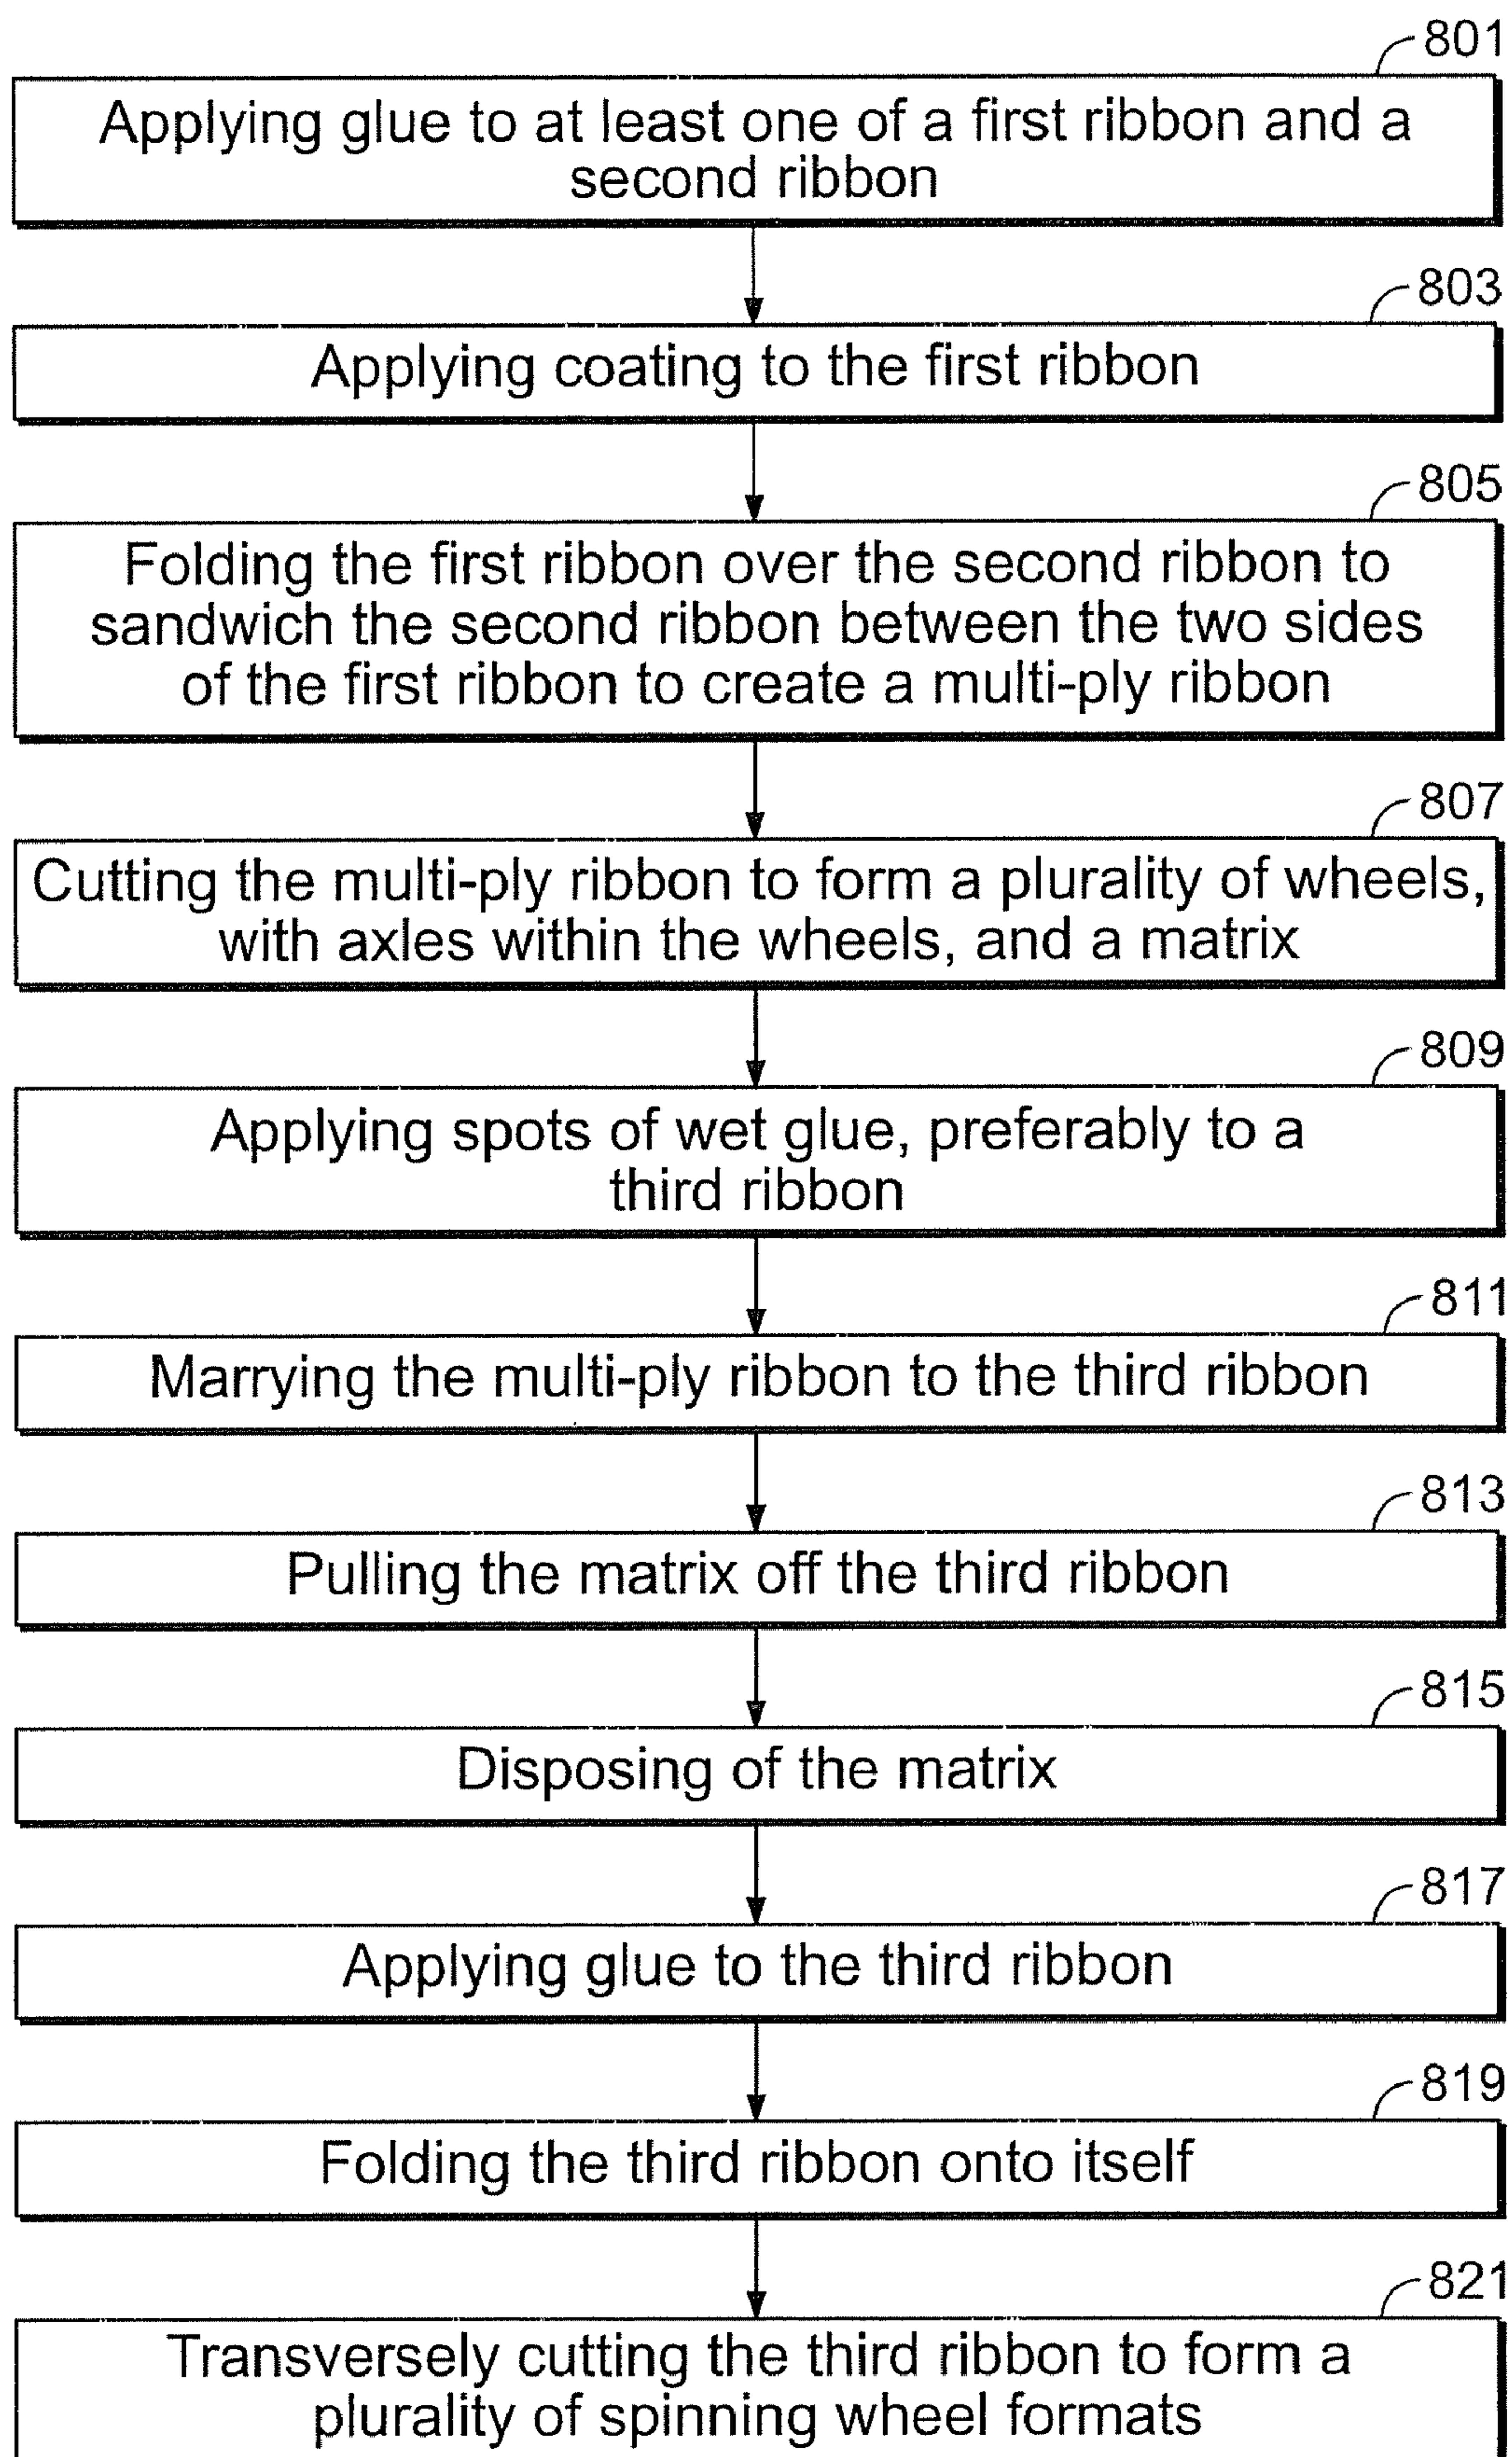 801
Applying glue to at least one of a first ribbon and a
second ribbon
803
Applying coating to the first ribbon
805
Folding the first ribbon over the second ribbon to
sandwich the second ribbon between the two sides
of the first ribbon to create a multi-ply ribbon
807
Cutting the multi-ply ribbon to form a plurality of wheels,
with axles within the wheels, and a matrix
809
Applying spots of wet glue, preferably to a
third ribbon
811
Marrying the multi-ply ribbon to the third ribbon
813
Pulling the matrix off the third ribbon
815
Disposing of the matrix
817
Applying glue to the third ribbon
819
Folding the third ribbon onto itself
821
Transversely cutting the third ribbon to form a
plurality of spinning wheel formats